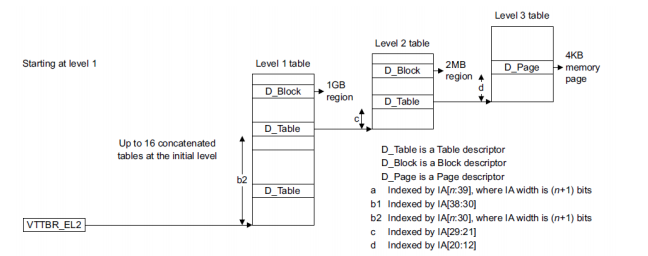 Level 3 table
Level 2 table
Starting at level 1
Level 1 table
4KB
memory
page
D_Page
D_Block
2MB
region
d
D_Block
1GB
region
D_Table
c
D_Table
Up to 16 concatenated
tables at the initial level
b2
D_Table
VTTBR_EL2
D_Table is a Table descriptor
D_Block is a Block descriptor
D_Page is a Page descriptor
a Indexed by IA[n:39], where IA width is (n+1) bits
b1 Indexed by IA[38:30]
b2 Indexed by IA[n:30], where IA width is (n+1) bits
c Indexed by IA[29:21]
d Indexed by IA[20:12]